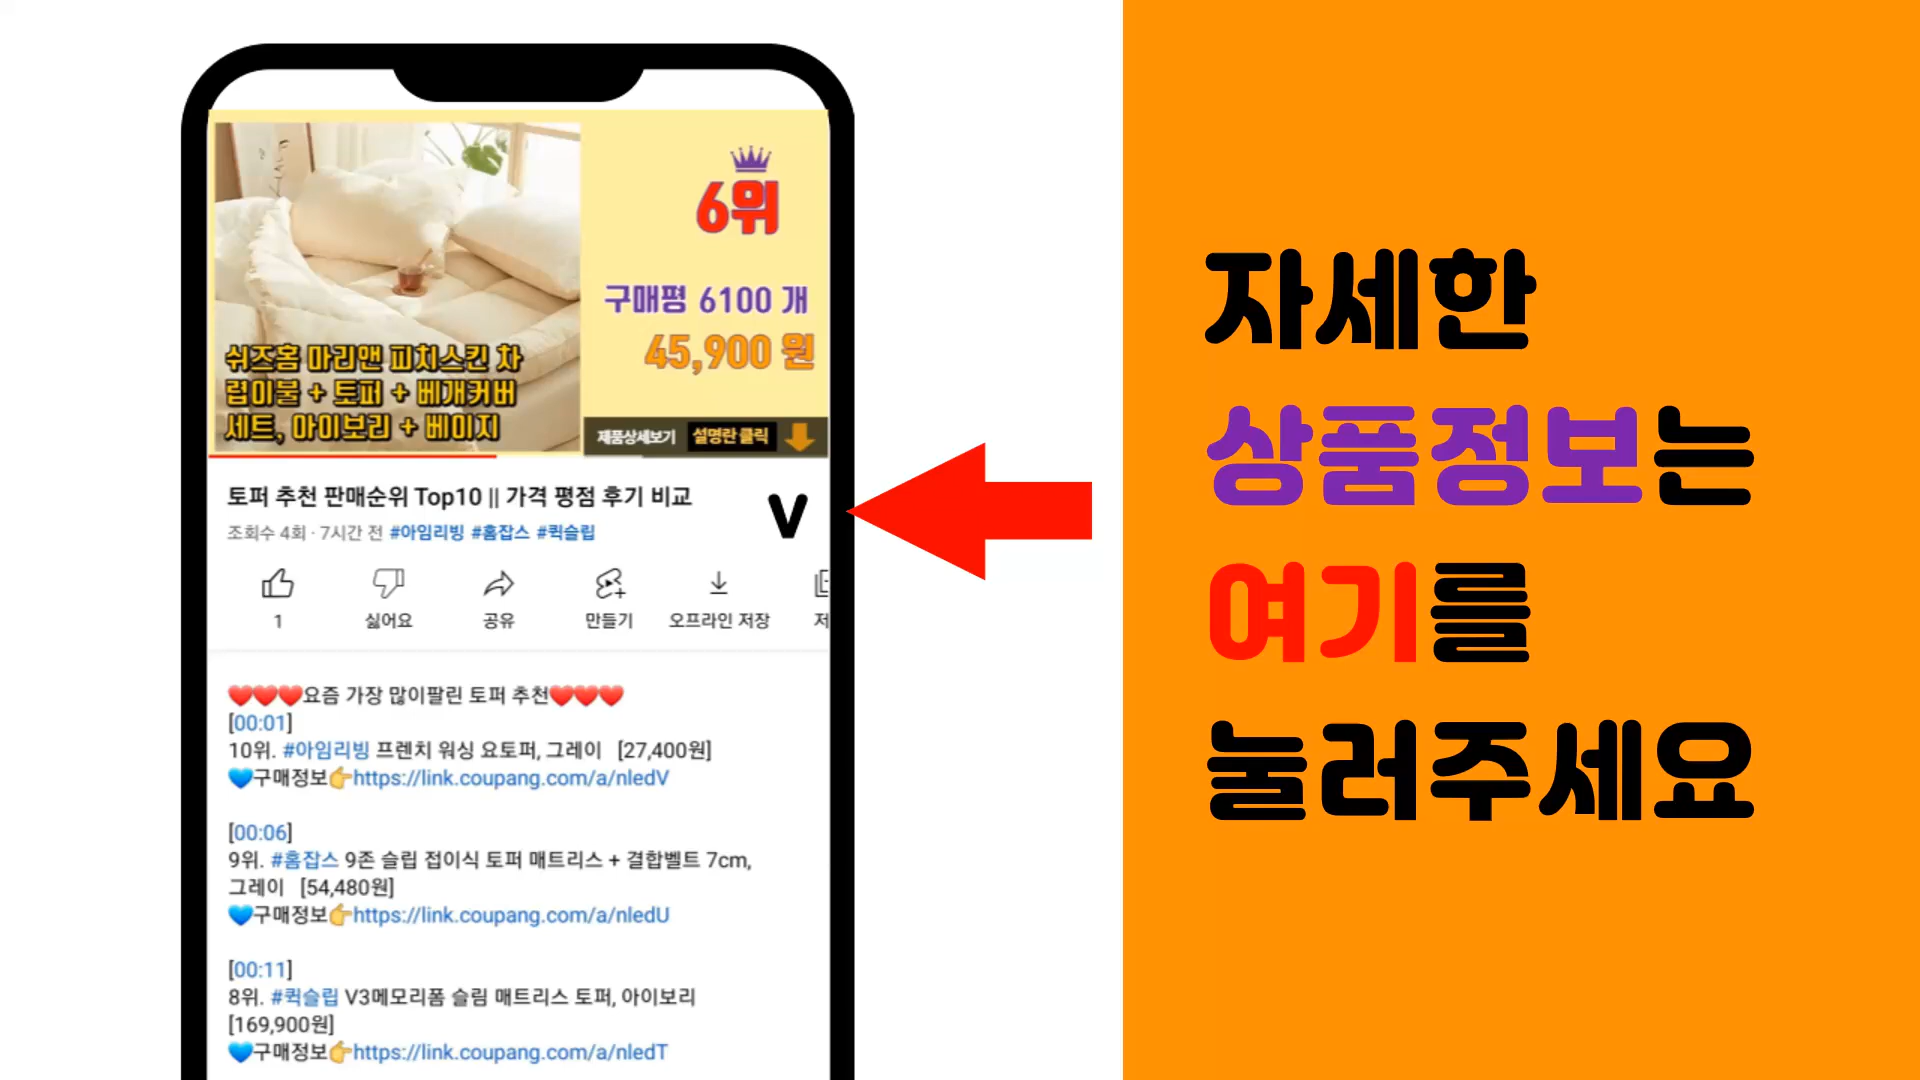 6위
구매평 6100 개
45,900 원
쉬즈홈 마리앤 피치스킨 차
렵이불 + 토퍼 + 베개커버
세트, 아이보리 + 베이지
제품상세보기 설명란 클릭
토퍼 추천 판매순위 Top10 || 가격 평점 후기 비교
V
조회수 4회 · 7시간 전 #아임리빙 #홈잡스 #퀵슬립
1 싫어요 공유 만들기 오프라인 저장 저
❤️❤️❤️요즘 가장 많이팔린 토퍼 추천❤️❤️❤️
[00:01]
10위. #아임리빙 프렌치 워싱 요토퍼, 그레이 [27,400원]
💙구매정보👉https://link.coupang.com/a/nledV
[00:06]
9위. #홈잡스 9존 슬립 접이식 토퍼 매트리스 + 결합벨트 7cm,
그레이 [54,480원]
💙구매정보👉https://link.coupang.com/a/nledU
[00:11]
8위. #퀵슬립 V3메모리폼 슬림 매트리스 토퍼, 아이보리
[169,900원]
💙구매정보👉https://link.coupang.com/a/nledT
자세한
상품정보는
여기를
눌러주세요